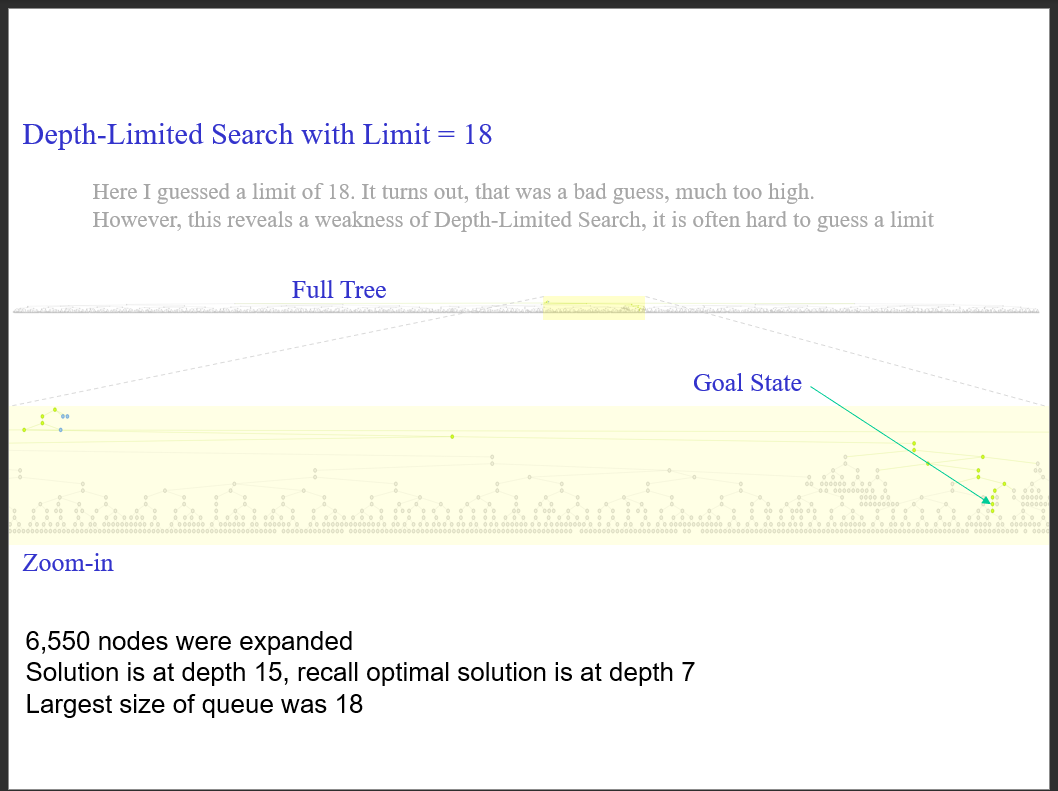 Depth-Limited Search with Limit = 18
Here I guessed a limit of 18. It turns out, that was a bad guess, much too high.
However, this reveals a weakness of Depth-Limited Search, it is often hard to guess a limit
Full Tree
Goal State
Zoom-in
6,550 nodes were expanded
Solution is at depth 15, recall optimal solution is at depth 7
Largest size of queue was 18